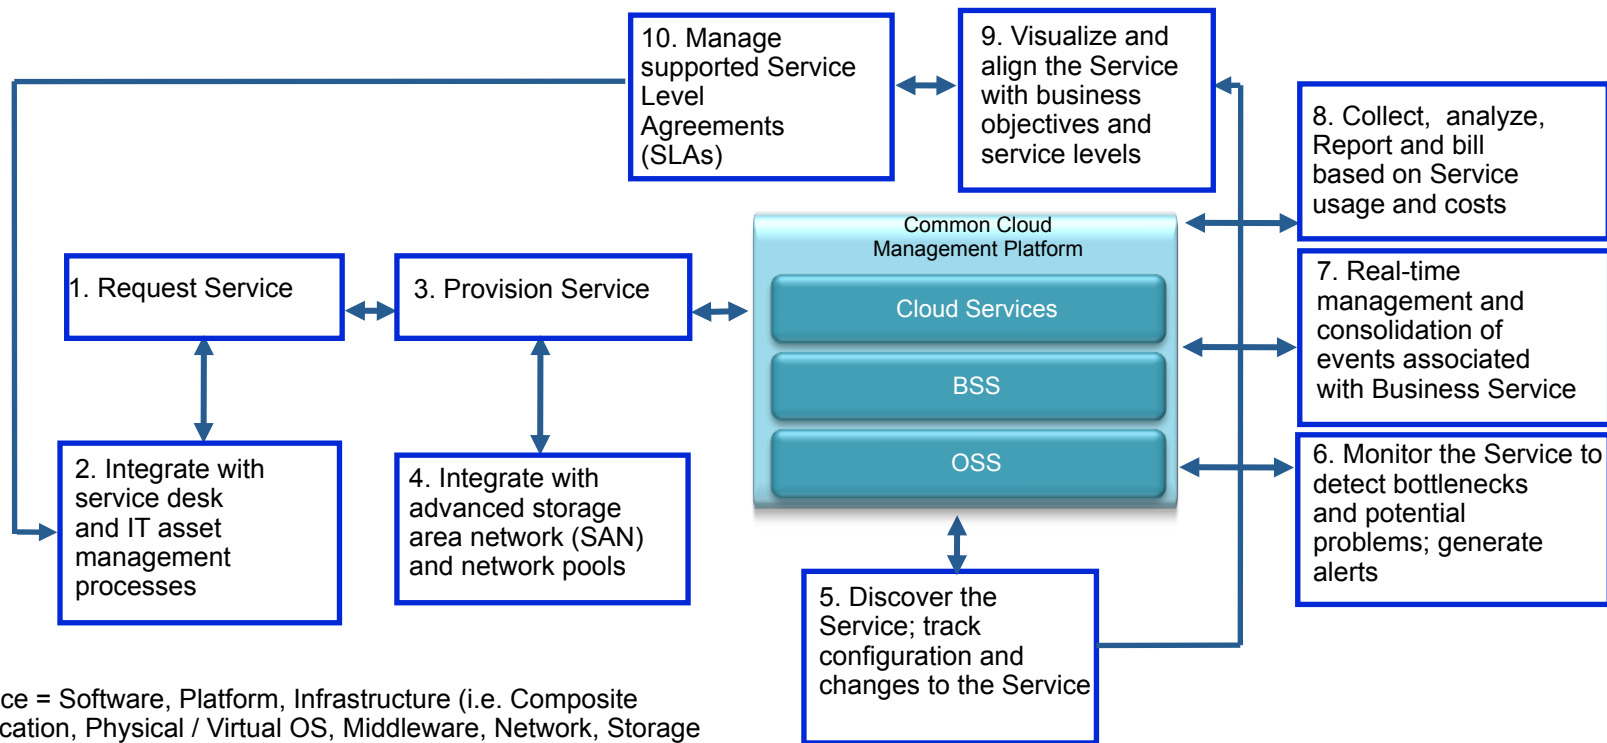 10. Manage
supported Service
Level
Agreements
(SLAs)
9. Visualize and
align the Service
with business
objectives and
service levels
8. Collect, analyze,
Report and bill
based on Service
usage and costs
Common Cloud
Management Platform
Cloud Services
BSS
OSS
1. Request Service
3. Provision Service
7. Real-time
management and
consolidation of
events associated
with Business Service
2. Integrate with
service desk
and IT asset
management
processes
4. Integrate with
advanced storage
area network (SAN)
and network pools
6. Monitor the Service to
detect bottlenecks
and potential
problems; generate
alerts
5. Discover the
Service; track
configuration and
changes to the Service
ce = Software, Platform, Infrastructure (i.e. Composite
cation, Physical / Virtual OS, Middleware, Network, Storage